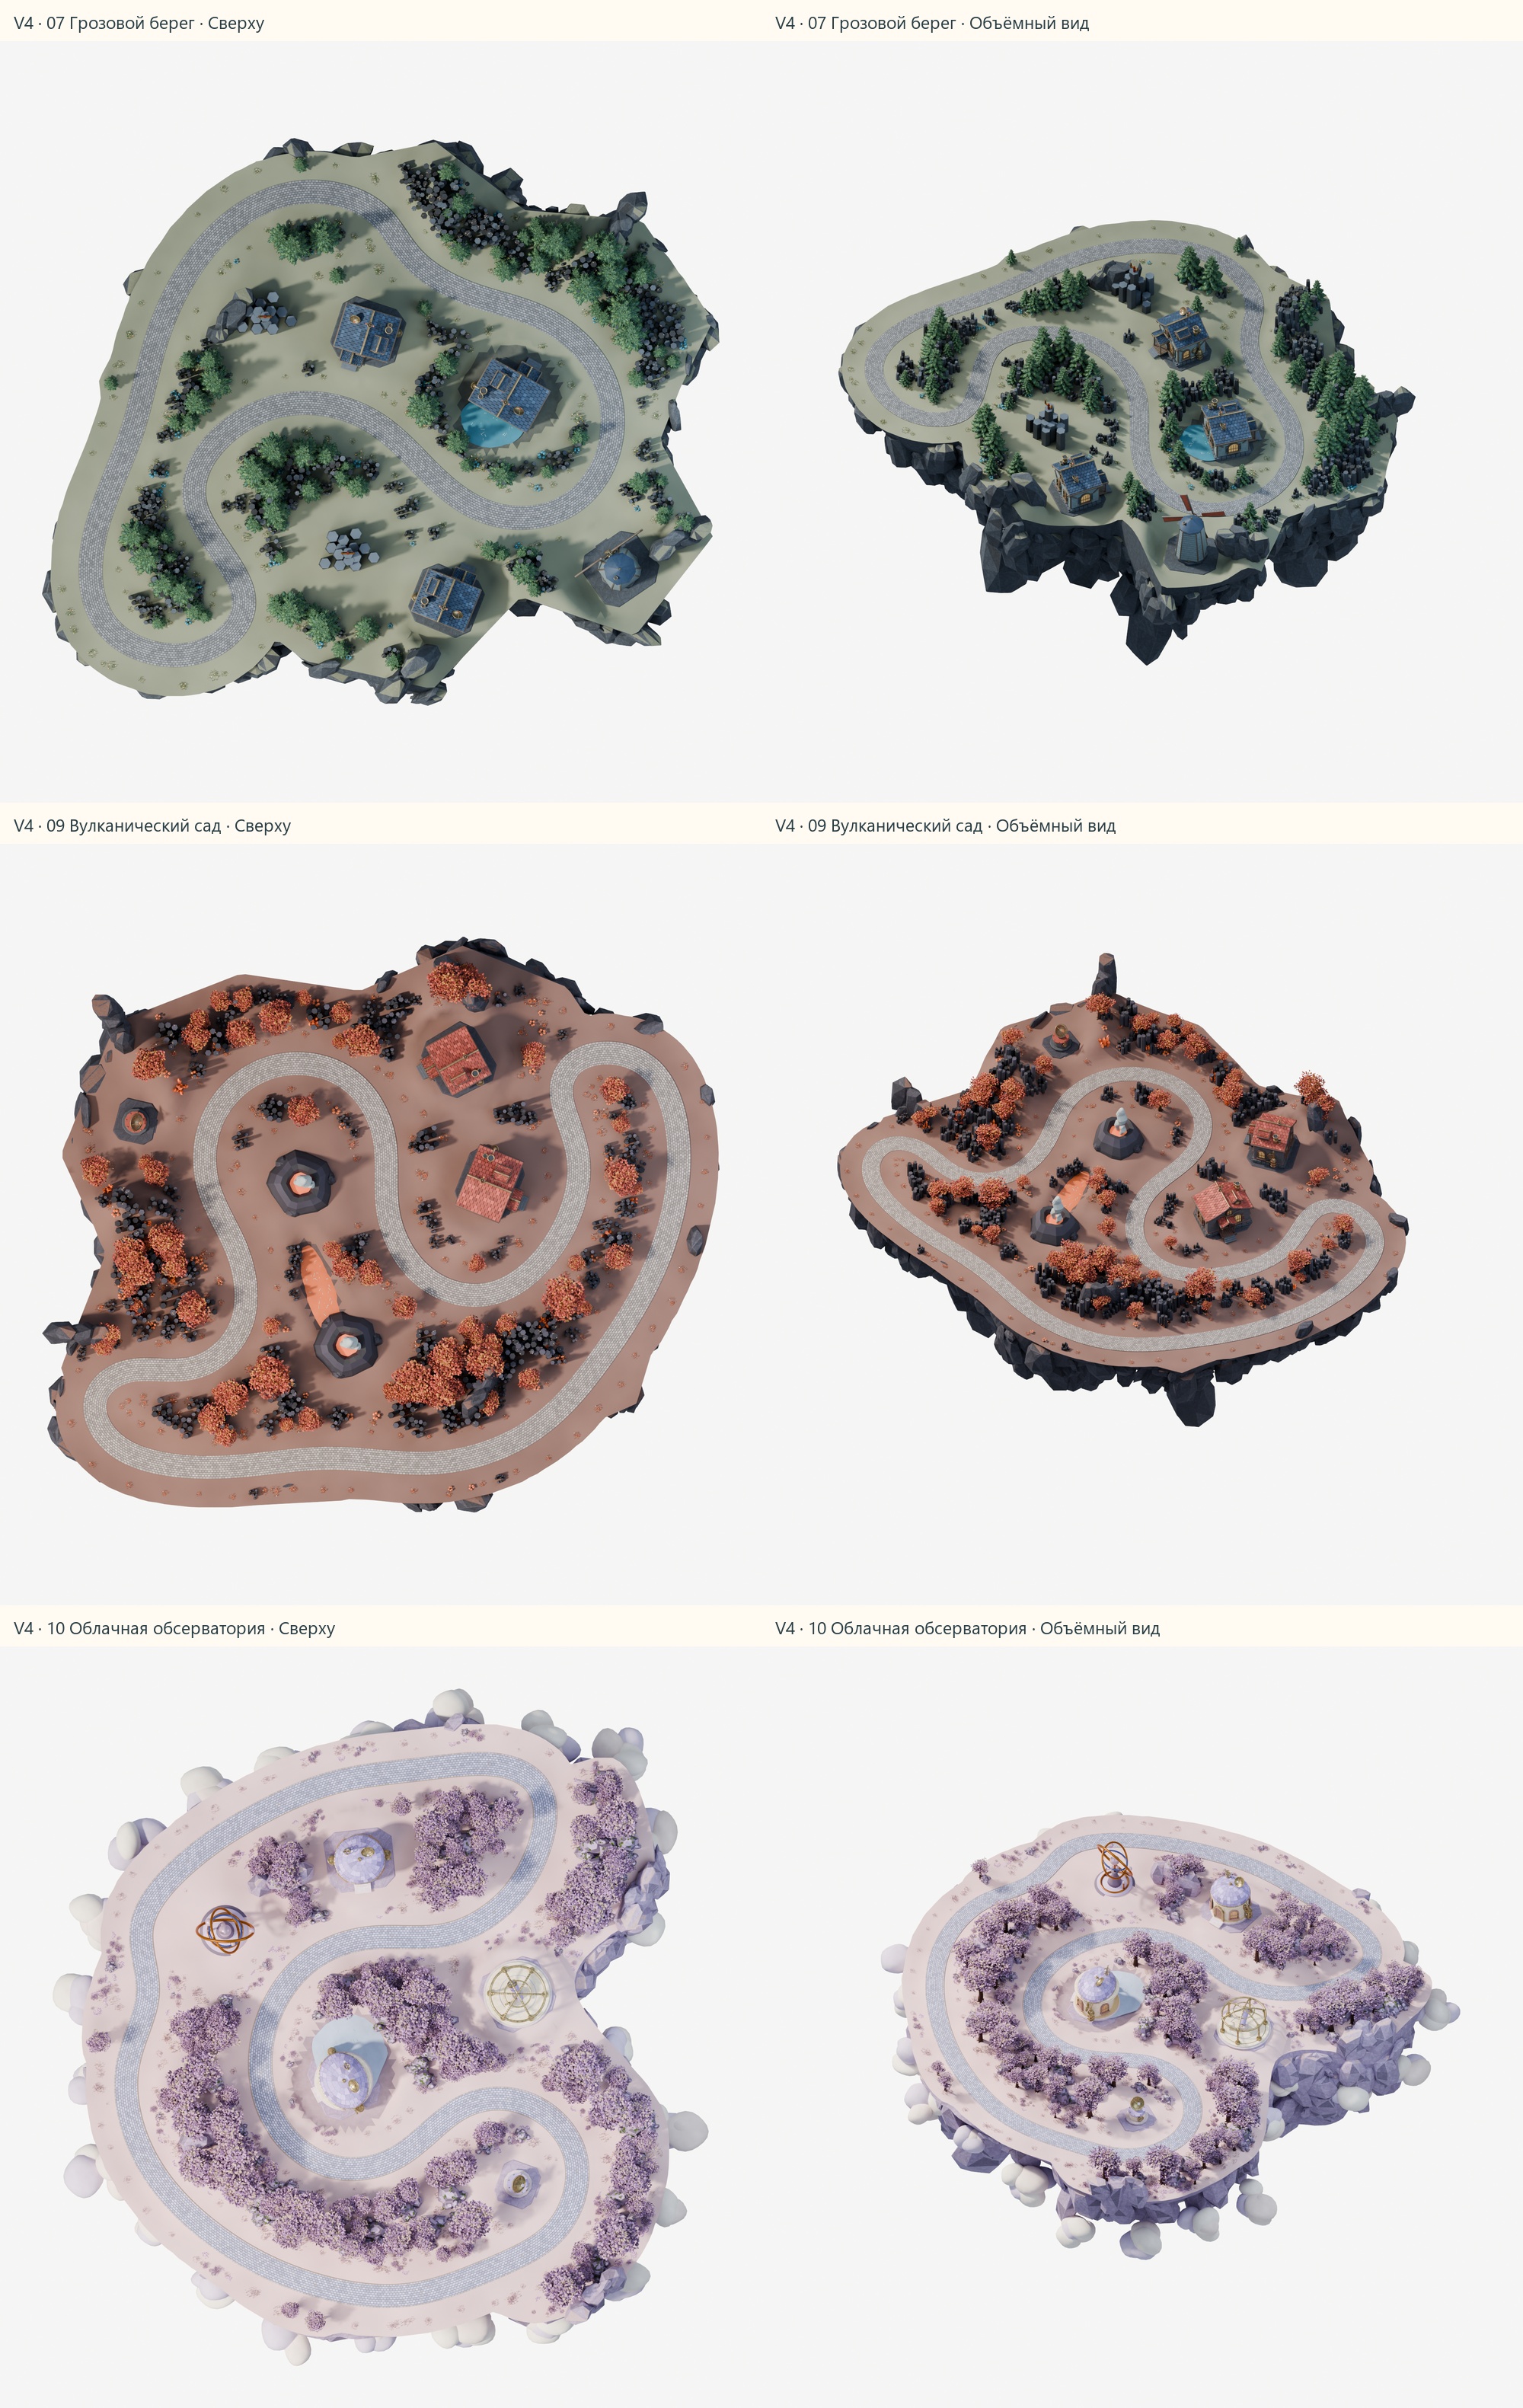 V4 · 07 Грозовой берег · Сверху
V4 · 07 Грозовой берег · Объёмный вид
V4 · 09 Вулканический сад · Сверху
V4 · 09 Вулканический сад · Объёмный вид
V4 · 10 Облачная обсерватория · Сверху
V4 · 10 Облачная обсерватория · Объёмный вид